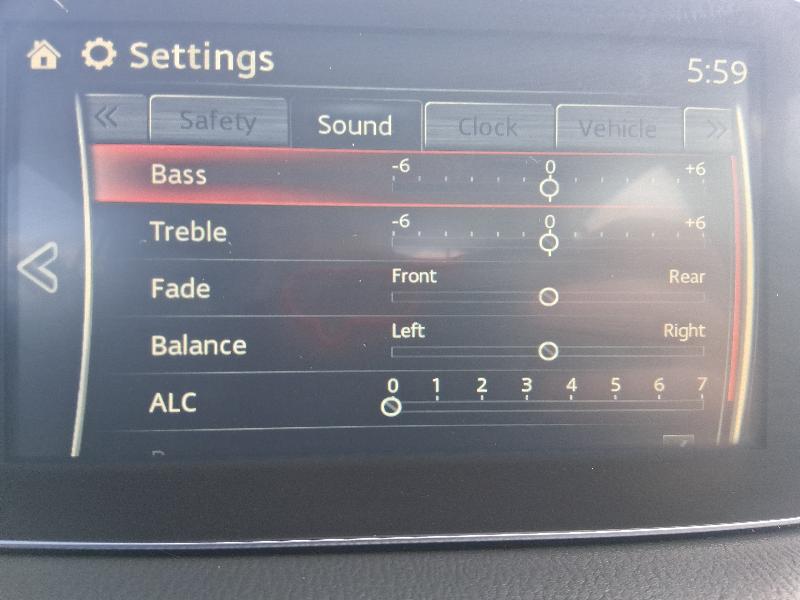 Settings
5:59
Safety Sound Clock Vehicle
Bass -6 0 +6
Treble -6 0 +6
Fade Front Rear
Balance Left Right
ALC 0 1 2 3 4 5 6 7